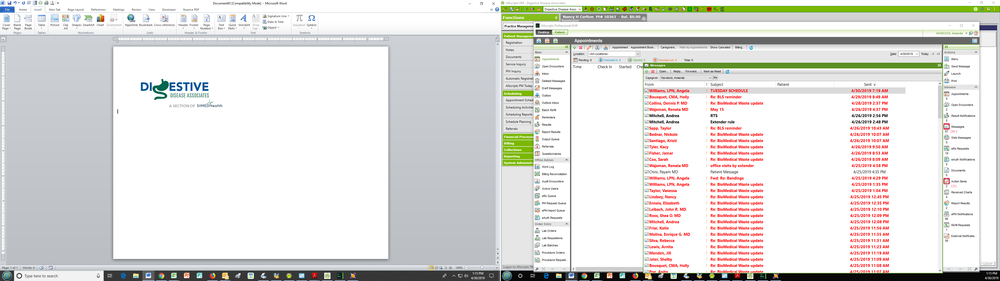 Document65 [Compatibility Mode] - Microsoft Word
File Home Insert New Tab Page Layout References Mailings Review View Developer Nuance PDF
Cover Page Blank Page Page Break Table Picture Clip Art Shapes SmartArt Chart Screenshot Hyperlink Bookmark Cross-reference Header Footer Page Number Text Box Quick Parts WordArt Drop Cap Signature Line Date & Time Object Equation Symbol
Pages Tables Illustrations Links Header & Footer Text Symbols
DIGESTIVE
DISEASE ASSOCIATES
A SECTION OF SIMEDHealth
Page: 1 of 1 Words: 0 100%
Type here to search
1:15 PM
4/30/2019
Allscripts PM - Digestive Disease Associates
Digestive Disease Asso
Functions
Nancy H Carlton Pt# 10363 - Bal. $0.00
Registration
Practice Manageme
Patient Manageme
Registration
Notes
Documents
Service Inquiry
PHI Inquiry
Automatic Registrati
Allscripts PM Today
Scheduling
Appointment Sched
Scheduling Activities
Scheduling Reports
Schedule Planning
Referrals
Financial Processin
Billing
Collections
Reporting
System Administra
Logon to Allscripts PM
Allscripts Professional EHR
Desktop Patient
HAVELOCK, Amanda
Appointments
Main
Appointments
Open Encounters
Inbox
Deleted Messages
Draft Messages
Outbox
Outlook Inbox
Batch Refill
Reminders
Results
Report Results
Output Queue
Referrals
Questionnaires
Office Admin
Work Log
Billing Reconciliation
Audit Encounters
Active Users
eRx Queue
PHI Request Queue
ePHI Import Queue
eAuth Requests
Order Entry
Lab Orders
Lab Requisitions
Lab Batches
Procedure Orders
Procedure Requisit...
Appointment Appointment Book... Caregivers... Hide my Appointments Show Canceled Billing...
Location: <All Locations> Date: 4/30/2019 Today -1 +1
Pending: 0 Checked in: 0 Started: 0 Checked out: 0 Total: 0
Time Check In Started Che
Messages
Open... Reply... Forward... Mark as Read
Caregiver: Havelock, Amanda Me
From ! Subject Patient Sent
Williams, LPN, Angela ! TUESDAY SCHEDULE 4/30/2019 7:19 AM
Bousquet, CMA, Holly ! Re: BLS reminder 4/29/2019 8:49 AM
Collins, Dennis P. MD ! Re: BioMedical Waste update 4/28/2019 2:37 PM
Wajsman, Renata MD ! May 15 4/26/2019 4:37 PM
Mitchell, Andrea RTS 4/26/2019 2:56 PM
Mitchell, Andrea Extender rule 4/26/2019 2:48 PM
Sapp, Taylor ! Re: BLS reminder 4/26/2019 10:43 AM
Bednar, Nickole ! Re: BioMedical Waste update 4/26/2019 10:07 AM
Santiago, Kristi ! Re: BioMedical Waste update 4/26/2019 10:07 AM
Tyler, Kacy ! Re: BioMedical Waste update 4/26/2019 9:50 AM
Fisher, Jamar ! Re: BioMedical Waste update 4/26/2019 8:53 AM
Cox, Sarah ! Re: BioMedical Waste update 4/26/2019 8:09 AM
Wajsman, Renata MD ! office visits by extender 4/25/2019 4:58 PM
Chini, Payam MD Patient Message 4/25/2019 4:35 PM
Williams, LPN, Angela ! Fwd: Re: Bandings 4/25/2019 4:29 PM
Williams, LPN, Angela ! Re: BioMedical Waste update 4/25/2019 1:35 PM
Taylor, Vanessa ! Re: BioMedical Waste update 4/25/2019 1:04 PM
Lindsey, Nancy ! Re: BioMedical Waste update 4/25/2019 12:45 PM
Enneis, Elizabeth ! Re: BioMedical Waste update 4/25/2019 12:35 PM
Leibach, John R. MD ! Re: BioMedical Waste update 4/25/2019 12:10 PM
Ross, Shea O. MD ! Re: BioMedical Waste update 4/25/2019 12:09 PM
Mitchell, Andrea ! Re: BioMedical Waste update 4/25/2019 12:08 PM
Friar, Katie ! Re: BioMedical Waste update 4/25/2019 11:56 AM
Molina, Enrique G. MD ! Re: BioMedical Waste update 4/25/2019 11:35 AM
Silva, Rebecca ! Re: BioMedical Waste update 4/25/2019 11:31 AM
Lewis, Arnita ! Re: BioMedical Waste update 4/25/2019 11:23 AM
Menden, Jill ! Re: BioMedical Waste update 4/25/2019 11:19 AM
Jeter, Shelby ! Re: BioMedical Waste update 4/25/2019 11:09 AM
Bousquet, CMA, Holly ! Re: BioMedical Waste update 4/25/2019 11:08 AM
Poe, Anita ! Re: BioMedical Waste update 4/25/2019 11:07 AM
Actions
Menu
Send Message
Launch
Print
Inboxes
Appointments
0
Open Encounters
2
Result Notifications
0
Messages
87 [ 61 ]
Web Messages
0
eRx Requests
19
eAuth Notifications
0
Documents
0
Action Items
2 [ 2 ]
Received Charts
4
Report Results
2
ePHI Notifications
66
Refill Requests
1
External Notificatio...
56
Cancel
1:15 PM
4/30/2019